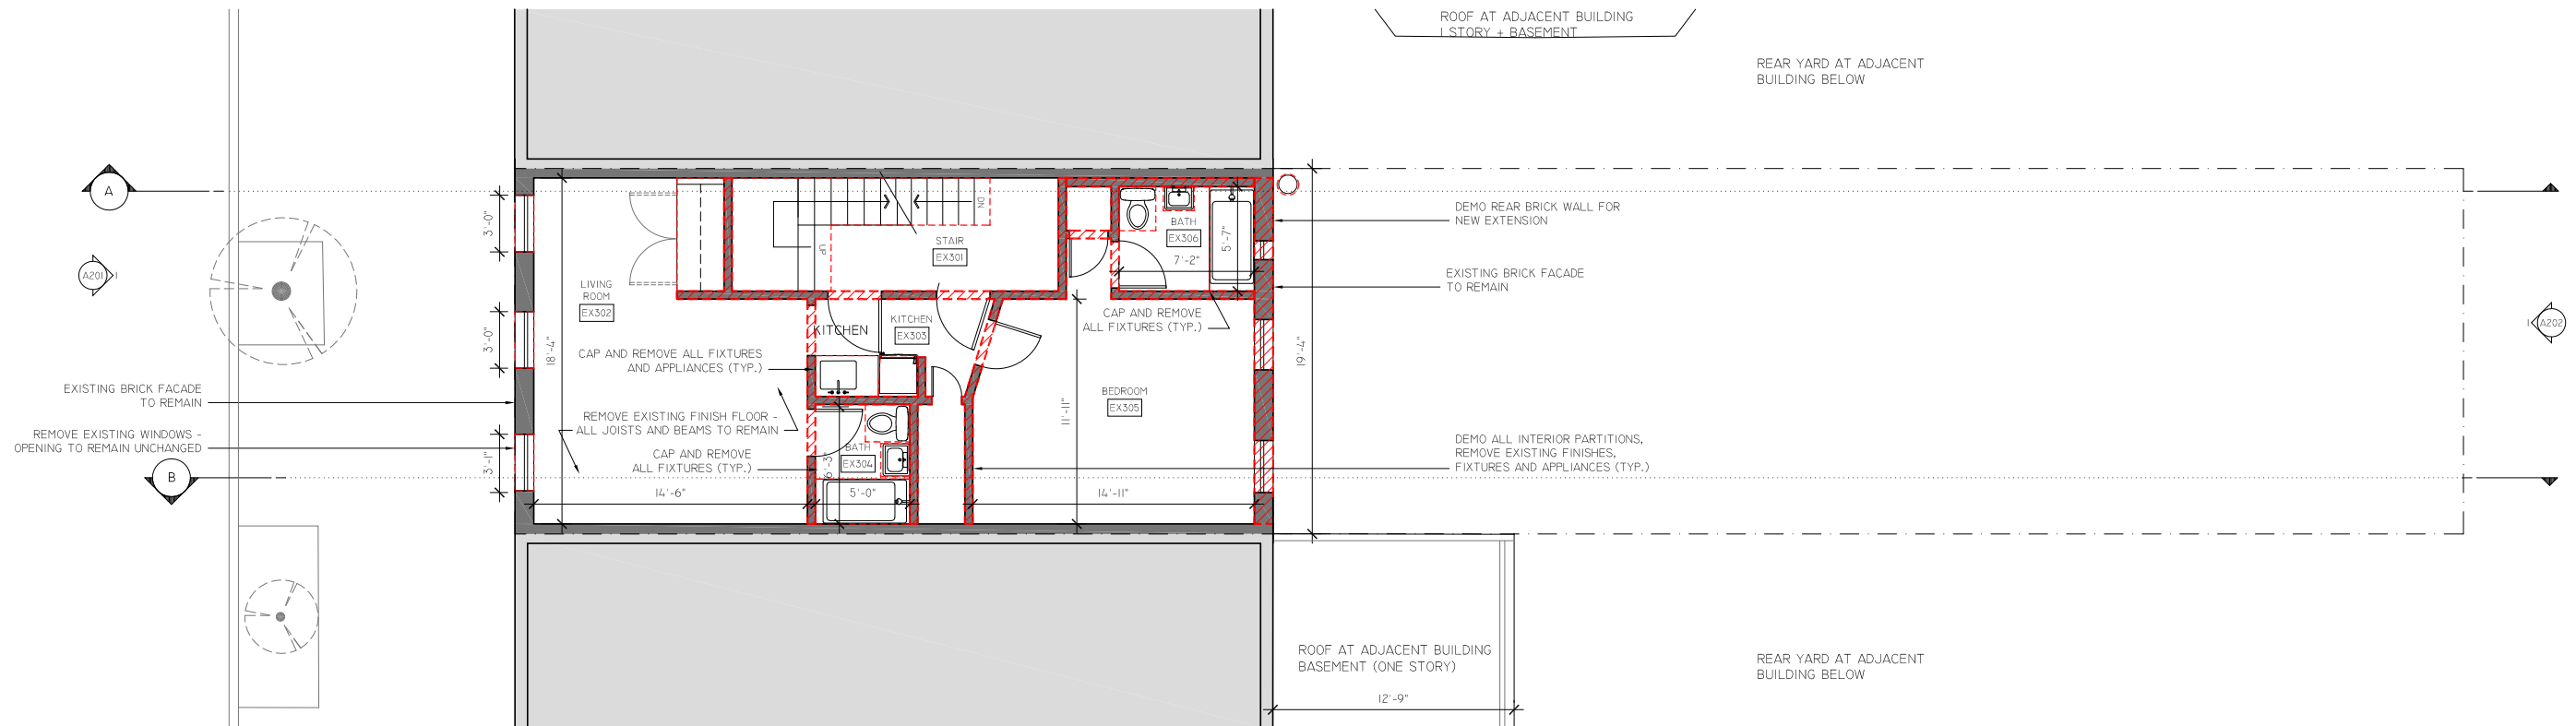 ROOF AT ADJACENT BUILDING
1 STORY + BASEMENT
REAR YARD AT ADJACENT
BUILDING BELOW
A
A201
1
3'-0"
3'-0"
3'-1"
18'-4"
LIVING
ROOM
EX302
UP
DN
STAIR
EX301
BATH
EX306
5'-7"
7'-2"
DEMO REAR BRICK WALL FOR
NEW EXTENSION
EXISTING BRICK FACADE
TO REMAIN
1
A202
19'-4"
KITCHEN
KITCHEN
EX303
CAP AND REMOVE
ALL FIXTURES (TYP.)
CAP AND REMOVE ALL FIXTURES
AND APPLIANCES (TYP.)
EXISTING BRICK FACADE
TO REMAIN
BEDROOM
EX305
11'-11"
REMOVE EXISTING FINISH FLOOR -
ALL JOISTS AND BEAMS TO REMAIN
REMOVE EXISTING WINDOWS -
OPENING TO REMAIN UNCHANGED
DEMO ALL INTERIOR PARTITIONS,
REMOVE EXISTING FINISHES,
FIXTURES AND APPLIANCES (TYP.)
CAP AND REMOVE
ALL FIXTURES (TYP.)
BATH
EX304
6'-3"
B
14'-6"
5'-0"
14'-11"
ROOF AT ADJACENT BUILDING
BASEMENT (ONE STORY)
12'-9"
REAR YARD AT ADJACENT
BUILDING BELOW